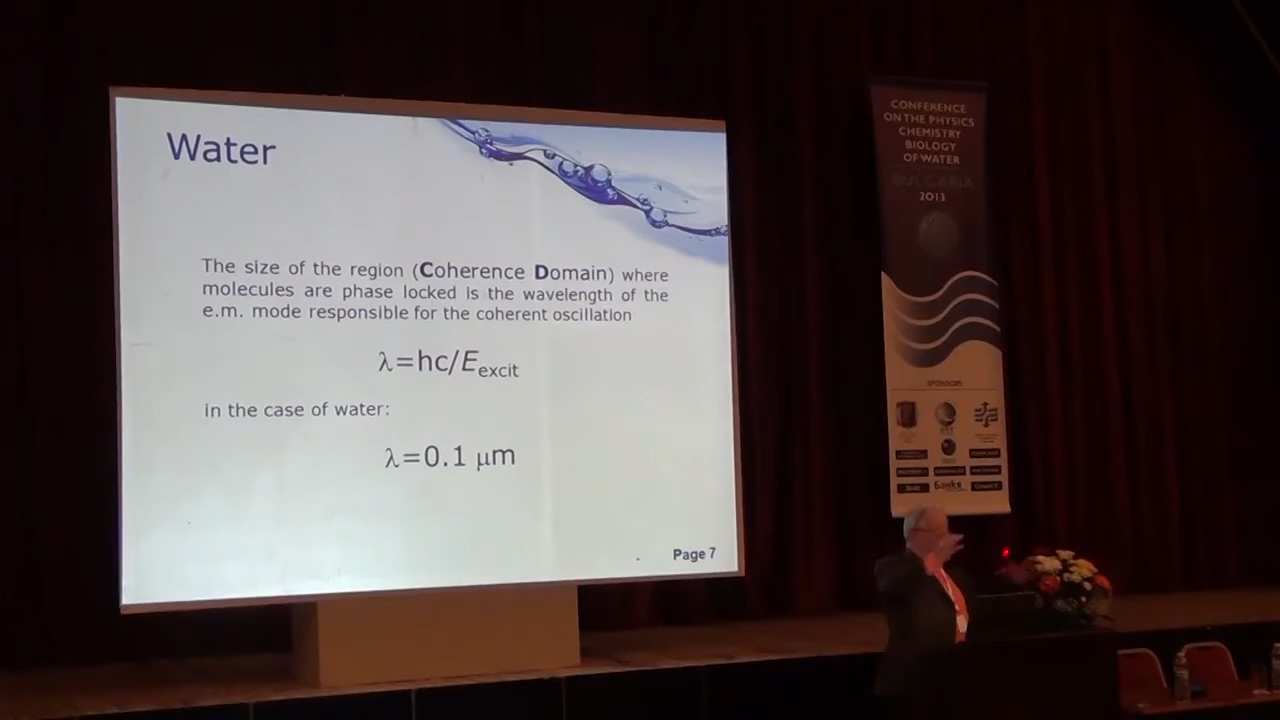 Water
The size of the region (Coherence Domain) where
molecules are phase locked is the wavelength of the
e.m. mode responsible for the coherent oscillation
λ=hc/Eexcit
in the case of water:
λ=0.1 μm
Page 7
CONFERENCE
ON THE PHYSICS
CHEMISTRY
BIOLOGY
OF WATER
BULGARIA
2013
SPONSORS